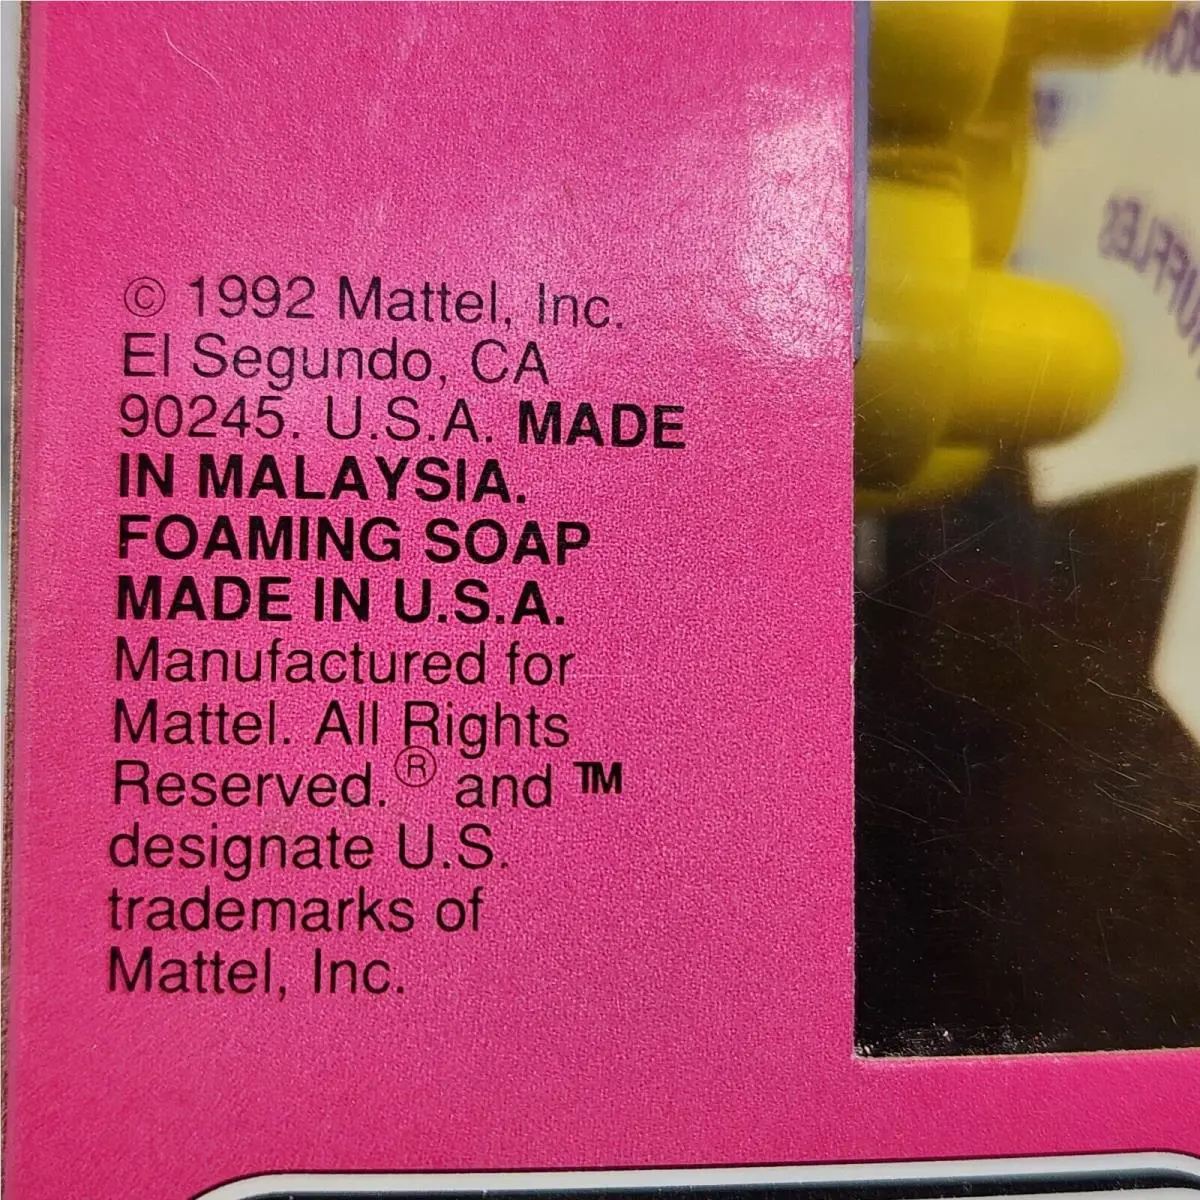 © 1992 Mattel, Inc.
El Segundo, CA
90245. U.S.A. MADE
IN MALAYSIA.
FOAMING SOAP
MADE IN U.S.A.
Manufactured for
Mattel. All Rights
Reserved. ® and ™
designate U.S.
trademarks of
Mattel, Inc.